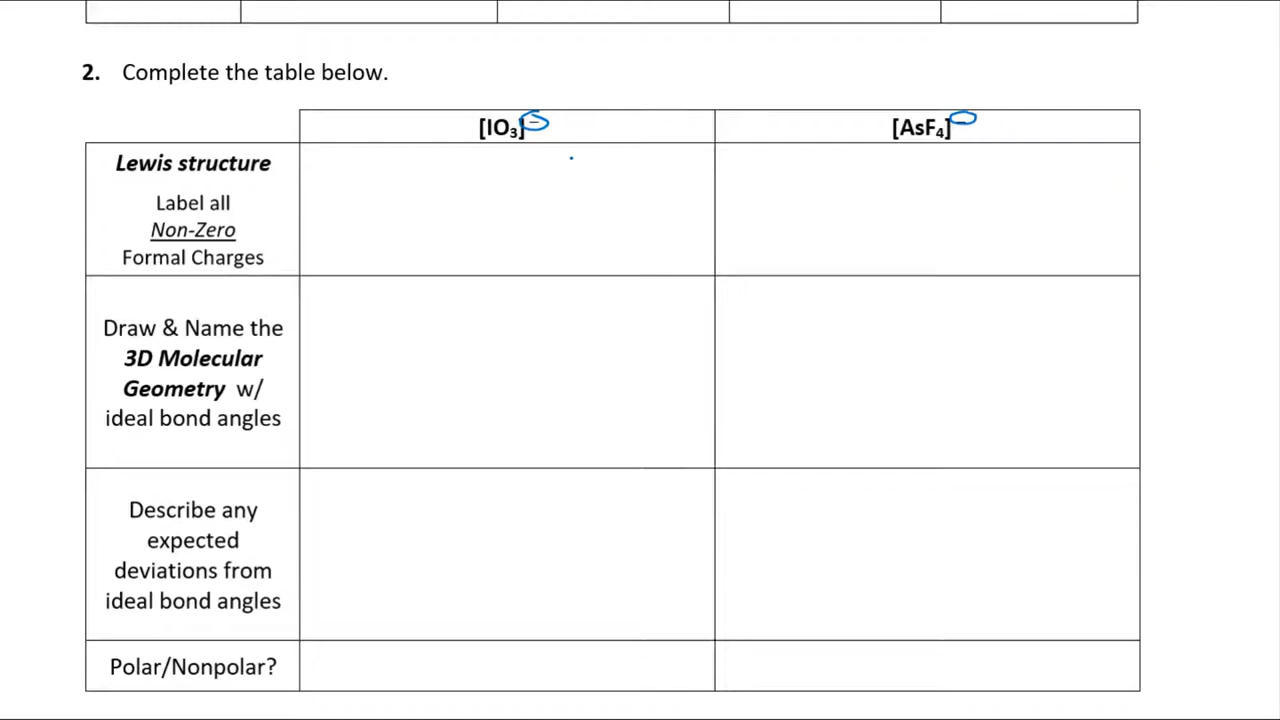 2. Complete the table below.
[IO₃]⁻ [AsF₄]⁻
Lewis structure
Label all
Non-Zero
Formal Charges
Draw & Name the
3D Molecular
Geometry w/
ideal bond angles
Describe any
expected
deviations from
ideal bond angles
Polar/Nonpolar?